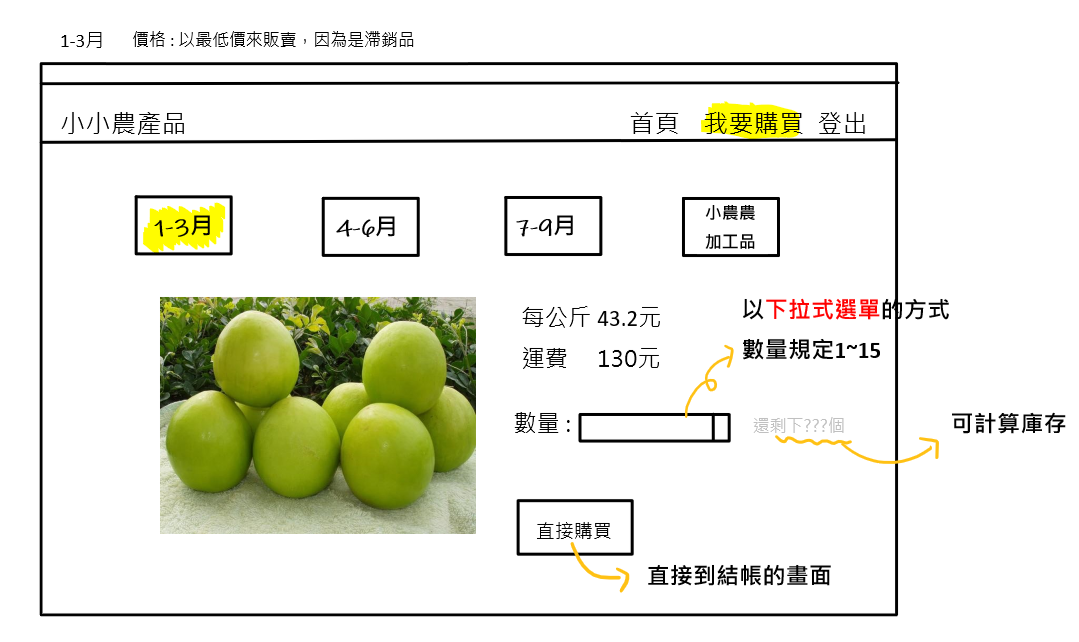 1-3月 價格 : 以最低價來販賣，因為是滯銷品
小小農產品 首頁 我要購買 登出
1-3月 4-6月 7-9月 小農農
加工品
每公斤 43.2元
運費 130元
以下拉式選單的方式
數量規定1~15
數量 : 還剩下???個 可計算庫存
直接購買
直接到結帳的畫面